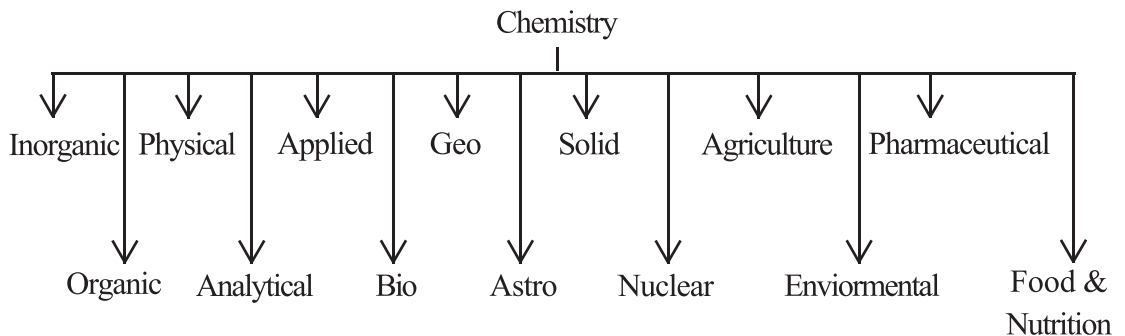 Chemistry
Inorganic Physical Applied Geo Solid Agriculture Pharmaceutical
Organic Analytical Bio Astro Nuclear Enviormental Food &
Nutrition